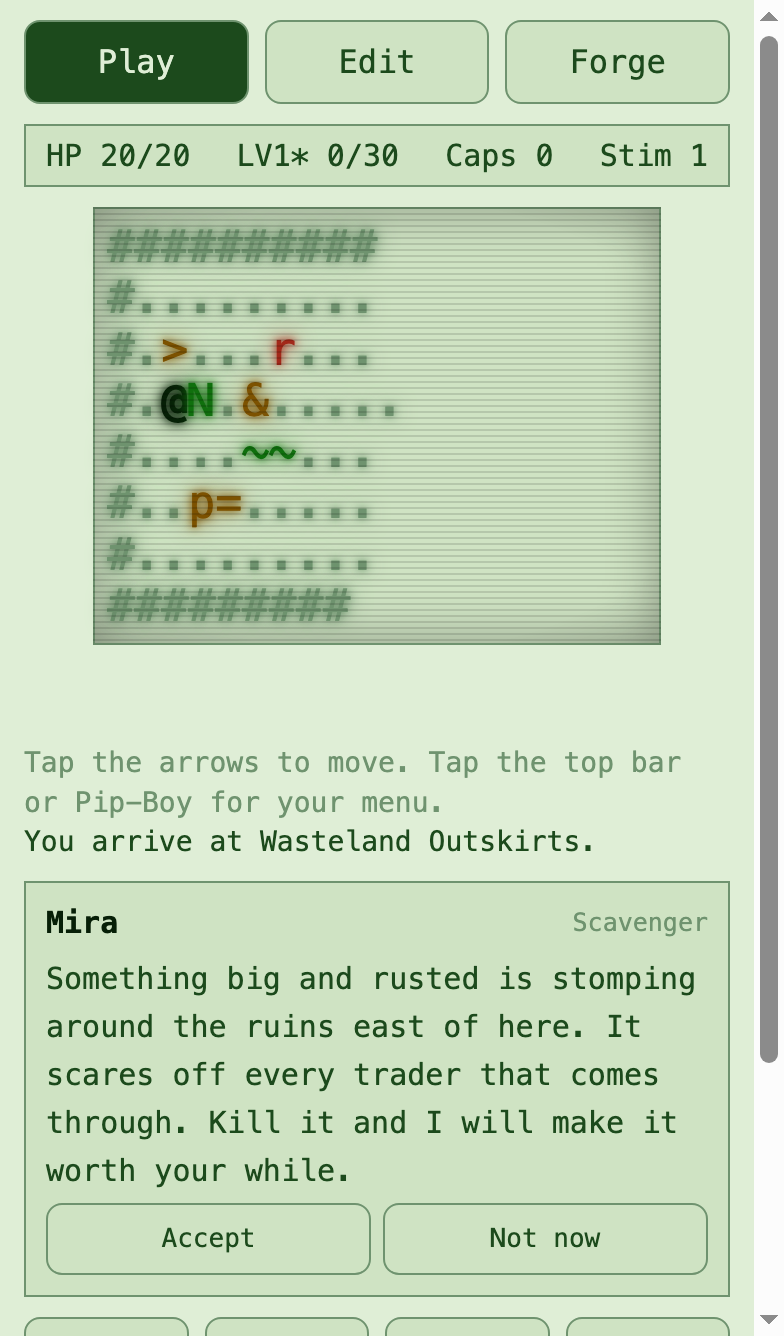 Play Edit Forge
HP 20/20 LV1* 0/30 Caps 0 Stim 1
##########
#.........
#.>...r...
#.@N.&.....
#....~~...
#..p=.....
#.........
#########
Tap the arrows to move. Tap the top bar
or Pip-Boy for your menu.
You arrive at Wasteland Outskirts.
Mira Scavenger
Something big and rusted is stomping
around the ruins east of here. It
scares off every trader that comes
through. Kill it and I will make it
worth your while.
Accept Not now